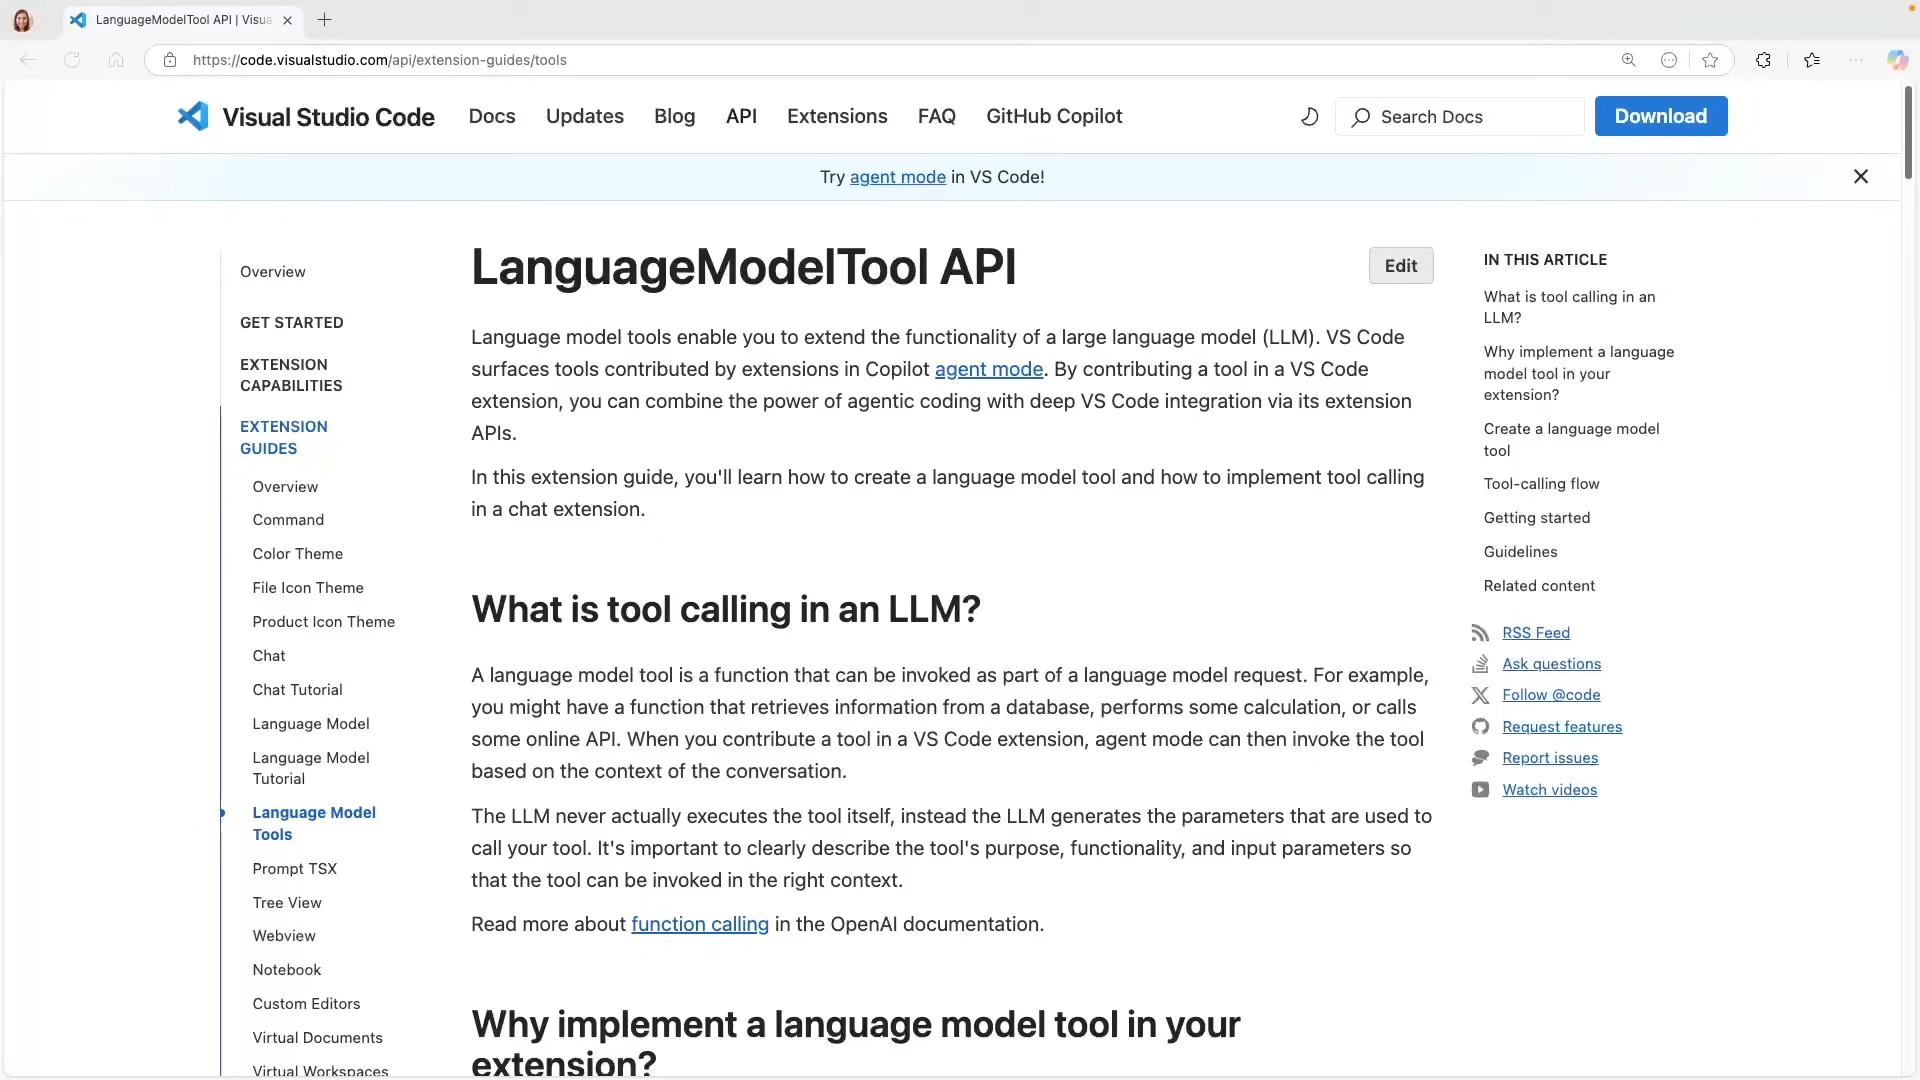 LanguageModelTool API | Visua
https://code.visualstudio.com/api/extension-guides/tools
Visual Studio Code
Docs
Updates
Blog
API
Extensions
FAQ
GitHub Copilot
Search Docs
Download
Try agent mode in VS Code!
Overview
GET STARTED
EXTENSION
CAPABILITIES
EXTENSION
GUIDES
Overview
Command
Color Theme
File Icon Theme
Product Icon Theme
Chat
Chat Tutorial
Language Model
Language Model
Tutorial
Language Model
Tools
Prompt TSX
Tree View
Webview
Notebook
Custom Editors
Virtual Documents
Virtual Workspaces
LanguageModelTool API
Edit
Language model tools enable you to extend the functionality of a large language model (LLM). VS Code
surfaces tools contributed by extensions in Copilot agent mode. By contributing a tool in a VS Code
extension, you can combine the power of agentic coding with deep VS Code integration via its extension
APIs.
In this extension guide, you'll learn how to create a language model tool and how to implement tool calling
in a chat extension.
What is tool calling in an LLM?
A language model tool is a function that can be invoked as part of a language model request. For example,
you might have a function that retrieves information from a database, performs some calculation, or calls
some online API. When you contribute a tool in a VS Code extension, agent mode can then invoke the tool
based on the context of the conversation.
The LLM never actually executes the tool itself, instead the LLM generates the parameters that are used to
call your tool. It's important to clearly describe the tool's purpose, functionality, and input parameters so
that the tool can be invoked in the right context.
Read more about function calling in the OpenAI documentation.
Why implement a language model tool in your
extension?
IN THIS ARTICLE
What is tool calling in an
LLM?
Why implement a language
model tool in your
extension?
Create a language model
tool
Tool-calling flow
Getting started
Guidelines
Related content
RSS Feed
Ask questions
Follow @code
Request features
Report issues
Watch videos